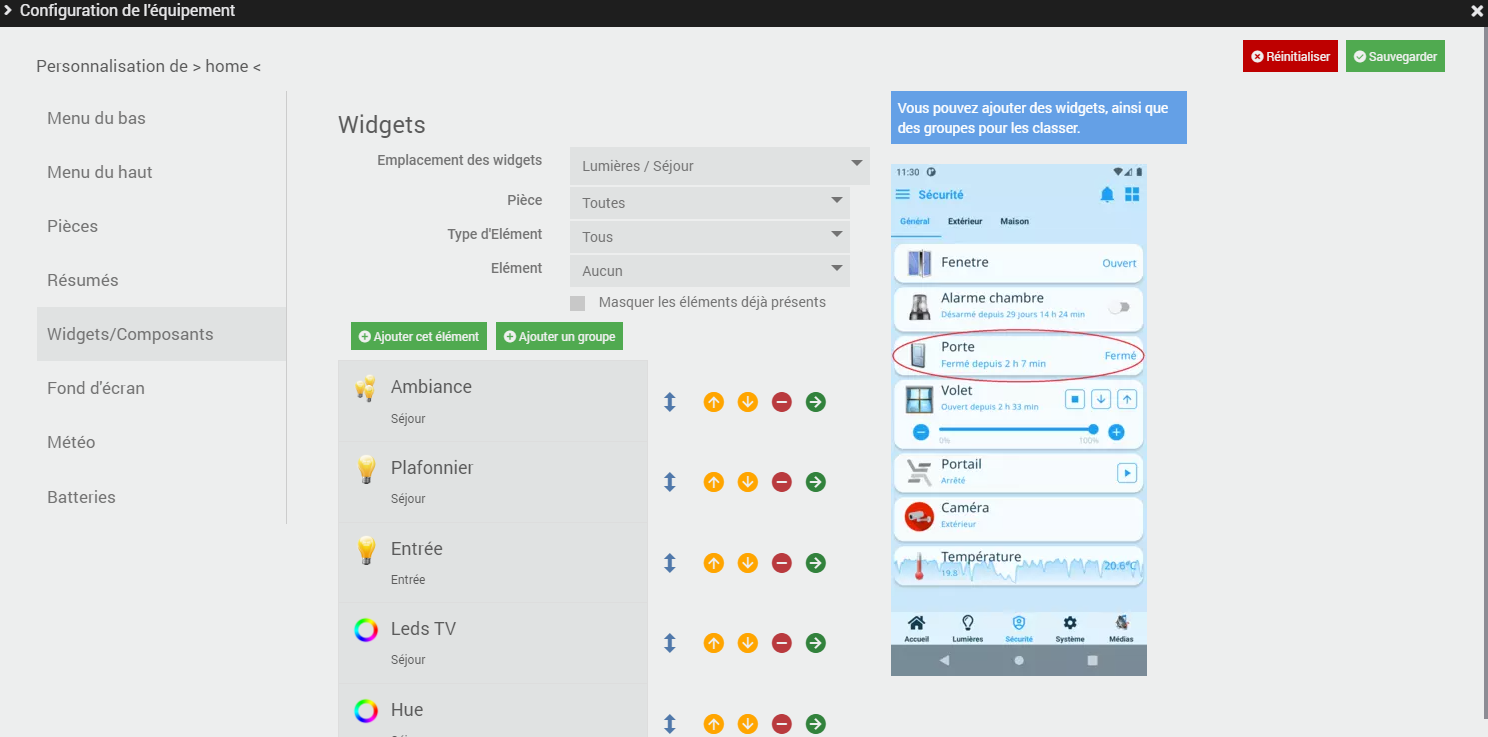 Configuration de l'équipement
Réinitialiser
Sauvegarder
Personnalisation de > home <
Menu du bas
Menu du haut
Pièces
Résumés
Widgets/Composants
Fond d'écran
Météo
Batteries
Widgets
Emplacement des widgets
Lumières / Séjour
Pièce
Toutes
Type d'Elément
Tous
Elément
Aucun
Masquer les éléments déjà présents
Ajouter cet élément
Ajouter un groupe
Ambiance
Séjour
Plafonnier
Séjour
Entrée
Entrée
Leds TV
Séjour
Hue
Vous pouvez ajouter des widgets, ainsi que
des groupes pour les classer.
11:30
Sécurité
Général Extérieur Maison
Fenetre
Ouvert
Alarme chambre
Désarmé depuis 29 jours 14 h 24 min
Porte
Fermé depuis 2 h 7 min
Fermé
Volet
Ouvert depuis 2 h 33 min
0% 100%
Portail
Arrêté
Caméra
Extérieur
Température
19.8
20.6°C
Accueil Lumières Sécurité Système Médias